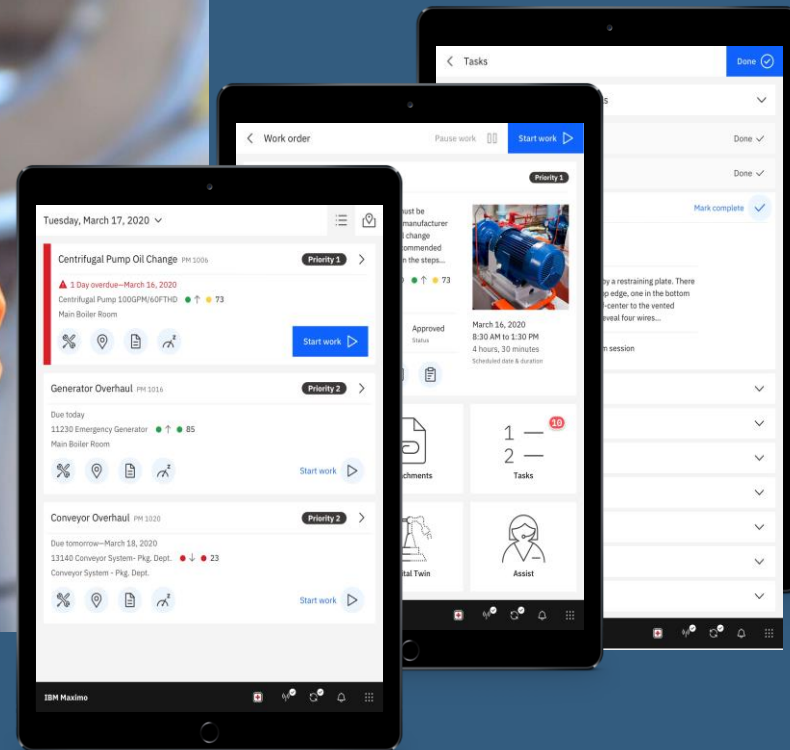 Tuesday, March 17, 2020
Centrifugal Pump Oil Change PM 1006 Priority 1
1 Day overdue—March 16, 2020
Centrifugal Pump 100GPM/60FTHD 73
Main Boiler Room
Start work
Generator Overhaul PM 1016 Priority 2
Due today
11230 Emergency Generator 85
Main Boiler Room
Start work
Conveyor Overhaul PM 1020 Priority 2
Due tomorrow—March 18, 2020
13140 Conveyor System- Pkg. Dept. 23
Conveyor System - Pkg. Dept.
Start work
IBM Maximo
Work order Pause work Start work
Priority 1
must be
manufacturer
change
commended
n the steps...
73
Approved
Status
March 16, 2020
8:30 AM to 1:30 PM
4 hours, 30 minutes
Scheduled date & duration
1
2
10
chments
Tasks
ital Twin
Assist
Tasks Done
s
Done
Done
Mark complete
by a restraining plate. There
p edge, one in the bottom
-center to the vented
eveal four wires...
n session